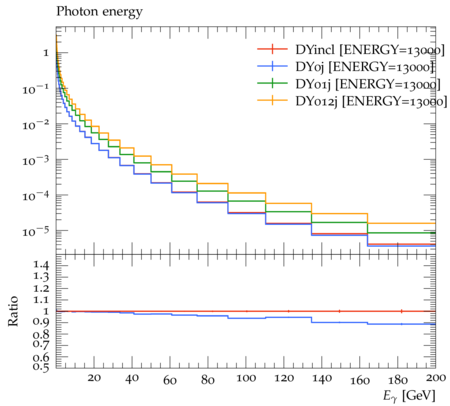 Photon energy
DYincl [ENERGY=13000]
DY0j [ENERGY=13000]
DY01j [ENERGY=13000]
DY012j [ENERGY=13000]
1
10⁻¹
10⁻²
10⁻³
10⁻⁴
10⁻⁵
1.4
1.3
1.2
1.1
1
0.9
0.8
0.7
0.6
0.5
Ratio
20 40 60 80 100 120 140 160 180 200
Eγ [GeV]